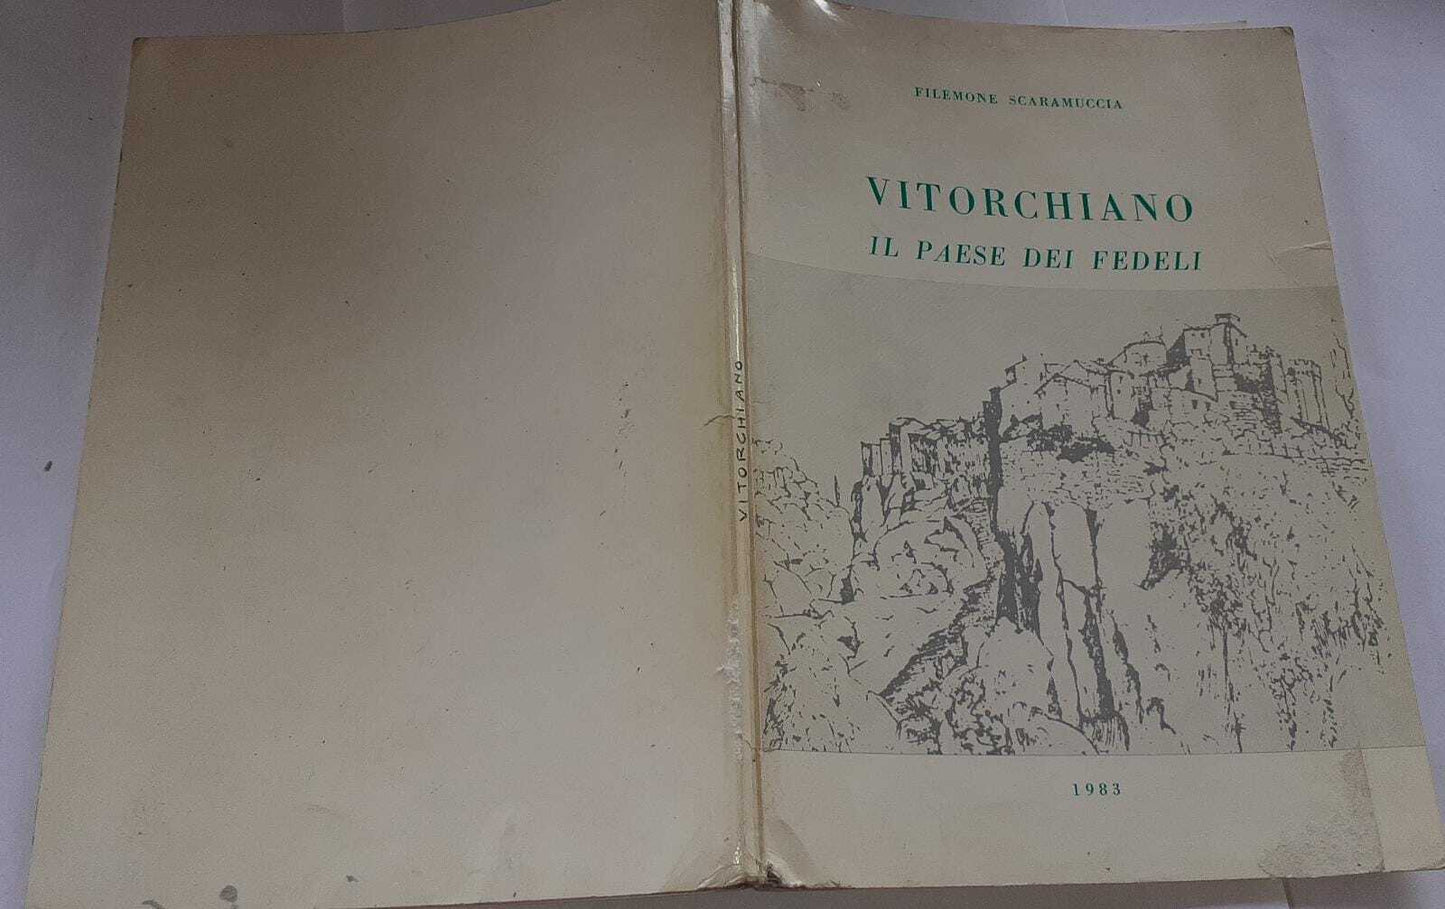 FILEMONE SCARAMUCCIA
VITORCHIANO
IL PAESE DEI FEDELI
1983
VITORCHIANO